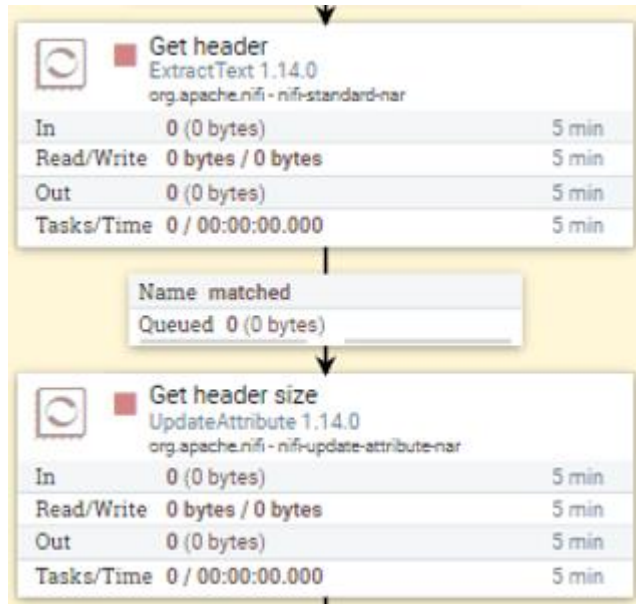 Get header
ExtractText 1.14.0
org.apache.nifi - nifi-standard-nar
In 0 (0 bytes) 5 min
Read/Write 0 bytes / 0 bytes 5 min
Out 0 (0 bytes) 5 min
Tasks/Time 0 / 00:00:00.000 5 min
Name matched
Queued 0 (0 bytes)
Get header size
UpdateAttribute 1.14.0
org.apache.nifi - nifi-update-attribute-nar
In 0 (0 bytes) 5 min
Read/Write 0 bytes / 0 bytes 5 min
Out 0 (0 bytes) 5 min
Tasks/Time 0 / 00:00:00.000 5 min